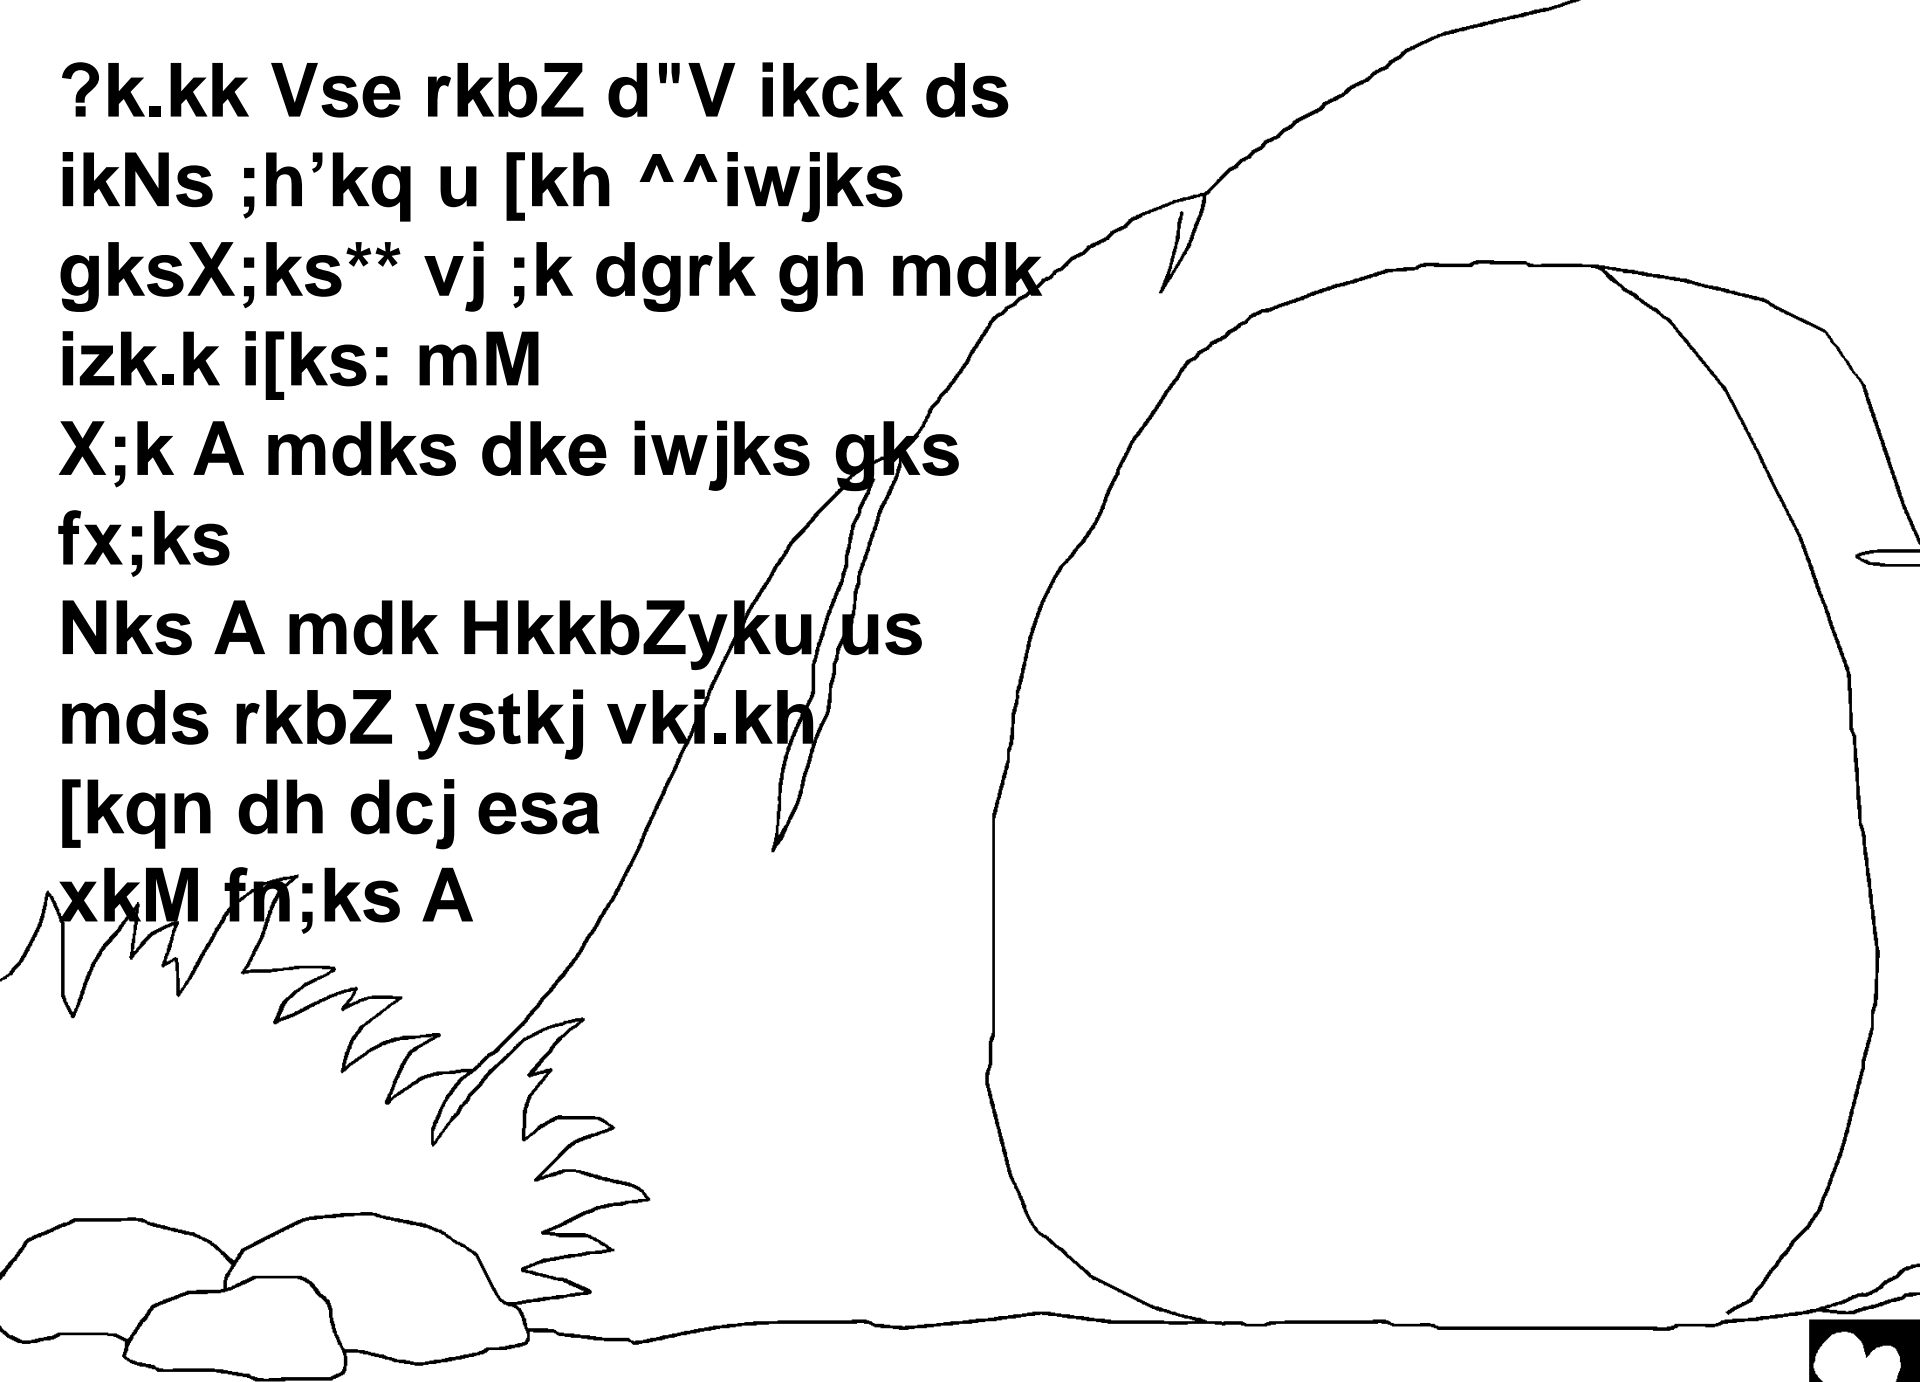 ?k.kk Vse rkbZ d"V ikck ds
ikNs ;h’kq u [kh ^^iwjks
gksX;ks** vj ;k dgrk gh mdk
izk.k i[ks: mM
X;k A mdks dke iwjks gks
fx;ks
Nks A mdk HkkbZyku us
mds rkbZ ystkj vki.kh
[kqn dh dcj esa
xkM fn;ks A